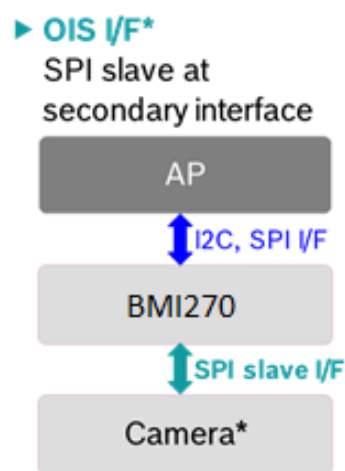 ► OIS I/F*
SPI slave at
secondary interface
AP
I2C, SPI I/F
BMI270
SPI slave I/F
Camera*